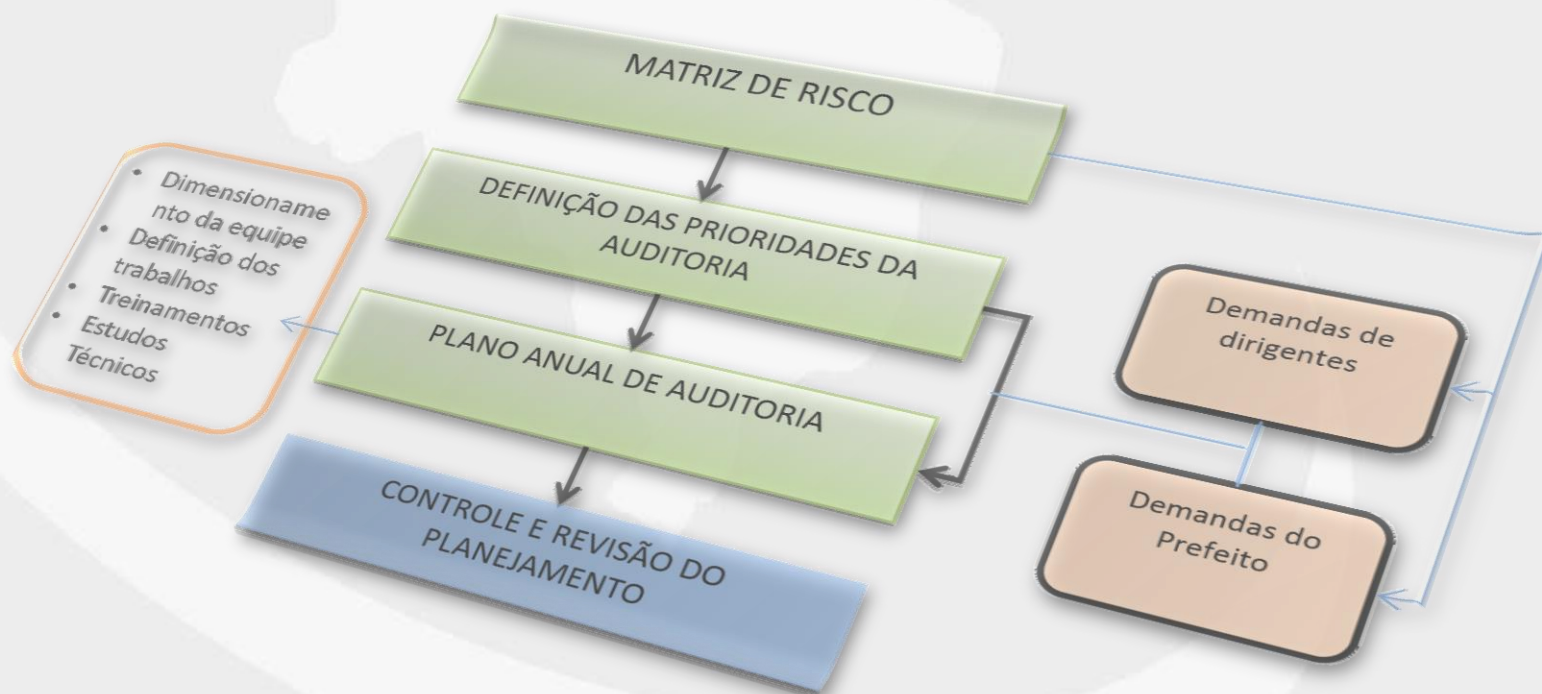 MATRIZ DE RISCO
DEFINIÇÃO DAS PRIORIDADES DA
AUDITORIA
PLANO ANUAL DE AUDITORIA
CONTROLE E REVISÃO DO
PLANEJAMENTO
• Dimensioname
nto da equipe
• Definição dos
trabalhos
• Treinamentos
• Estudos
Técnicos
Demandas de
dirigentes
Demandas do
Prefeito